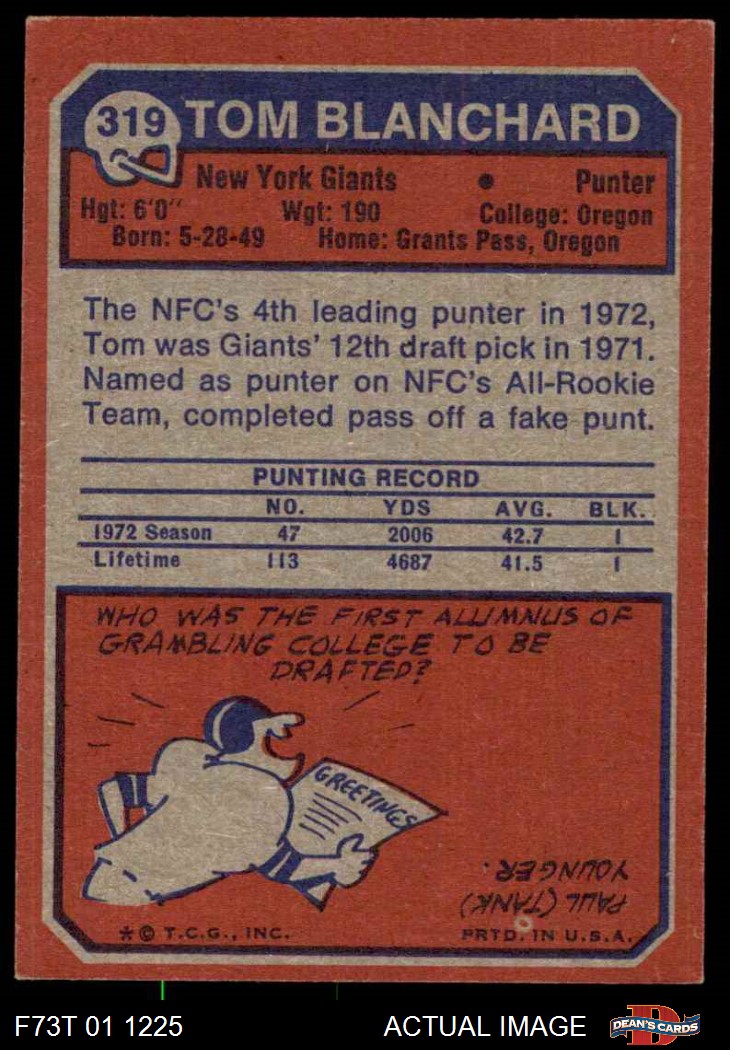 319 TOM BLANCHARD
New York Giants • Punter
Hgt: 6'0" Wgt: 190 College: Oregon
Born: 5-28-49 Home: Grants Pass, Oregon
The NFC's 4th leading punter in 1972,
Tom was Giants' 12th draft pick in 1971.
Named as punter on NFC's All-Rookie
Team, completed pass off a fake punt.
PUNTING RECORD
NO. YDS AVG. BLK.
1972 Season 47 2006 42.7 1
Lifetime 113 4687 41.5 1
WHO WAS THE FIRST ALUMNUS OF
GRAMBLING COLLEGE TO BE
DRAFTED?
GREETINGS
PAUL (TANK)
YOUNGER.
*© T.C.G., INC. PRTD. IN U.S.A.
F73T 01 1225 ACTUAL IMAGE D DEAN'S CARDS